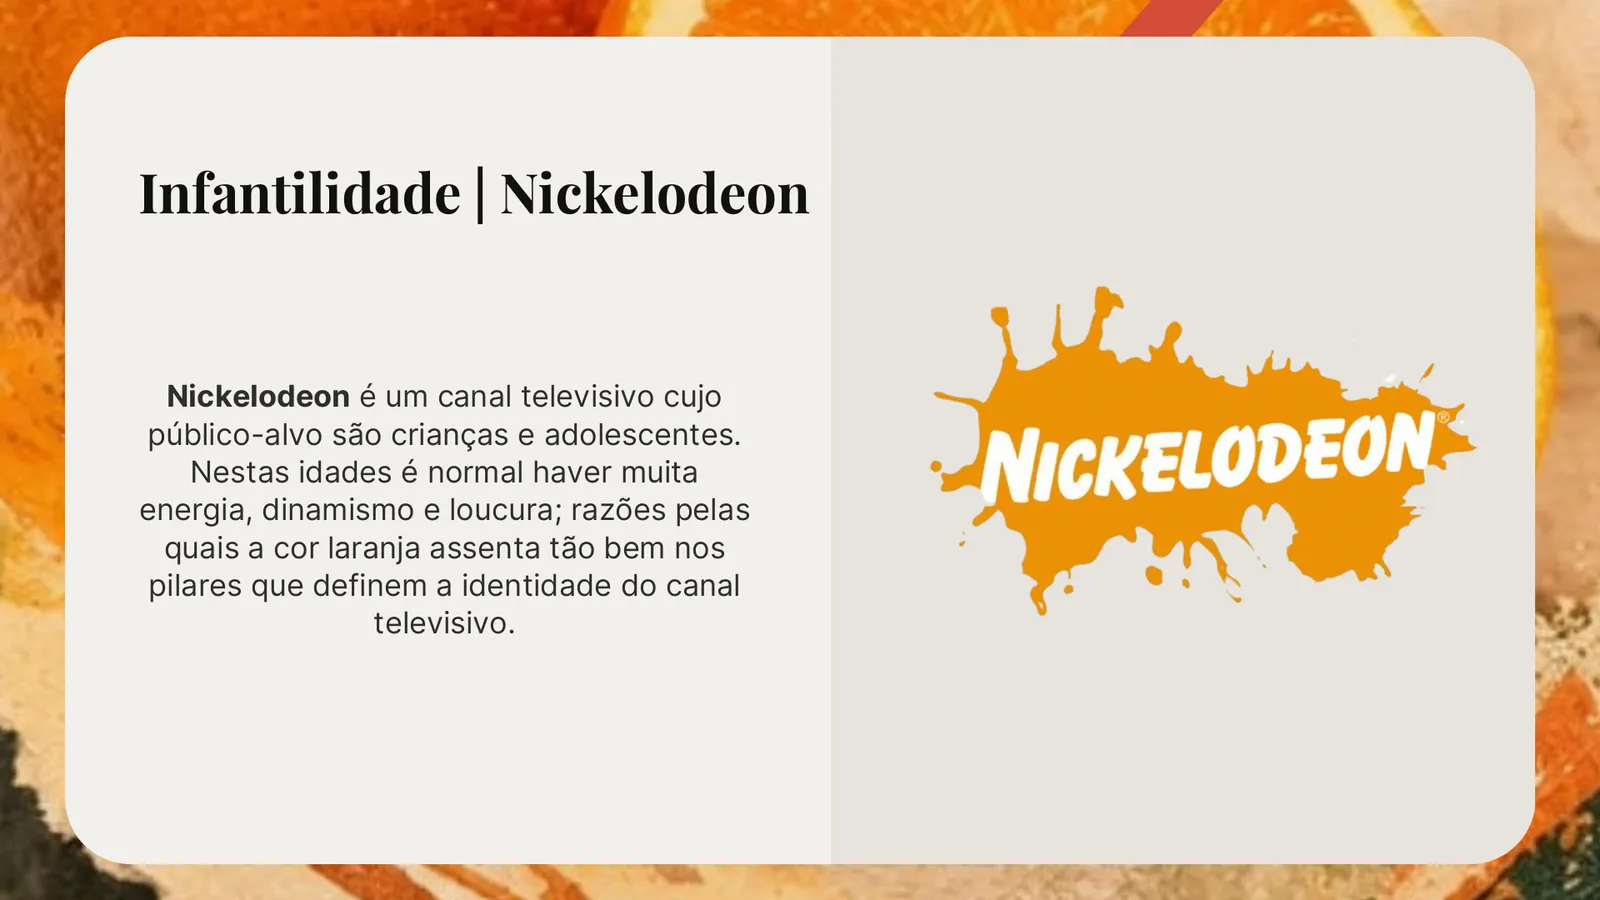 Infantilidade | Nickelodeon
Nickelodeon é um canal televisivo cujo
público-alvo são crianças e adolescentes.
Nestas idades é normal haver muita
energia, dinamismo e loucura; razões pelas
quais a cor laranja assenta tão bem nos
pilares que definem a identidade do canal
televisivo.
NICKELODEON®